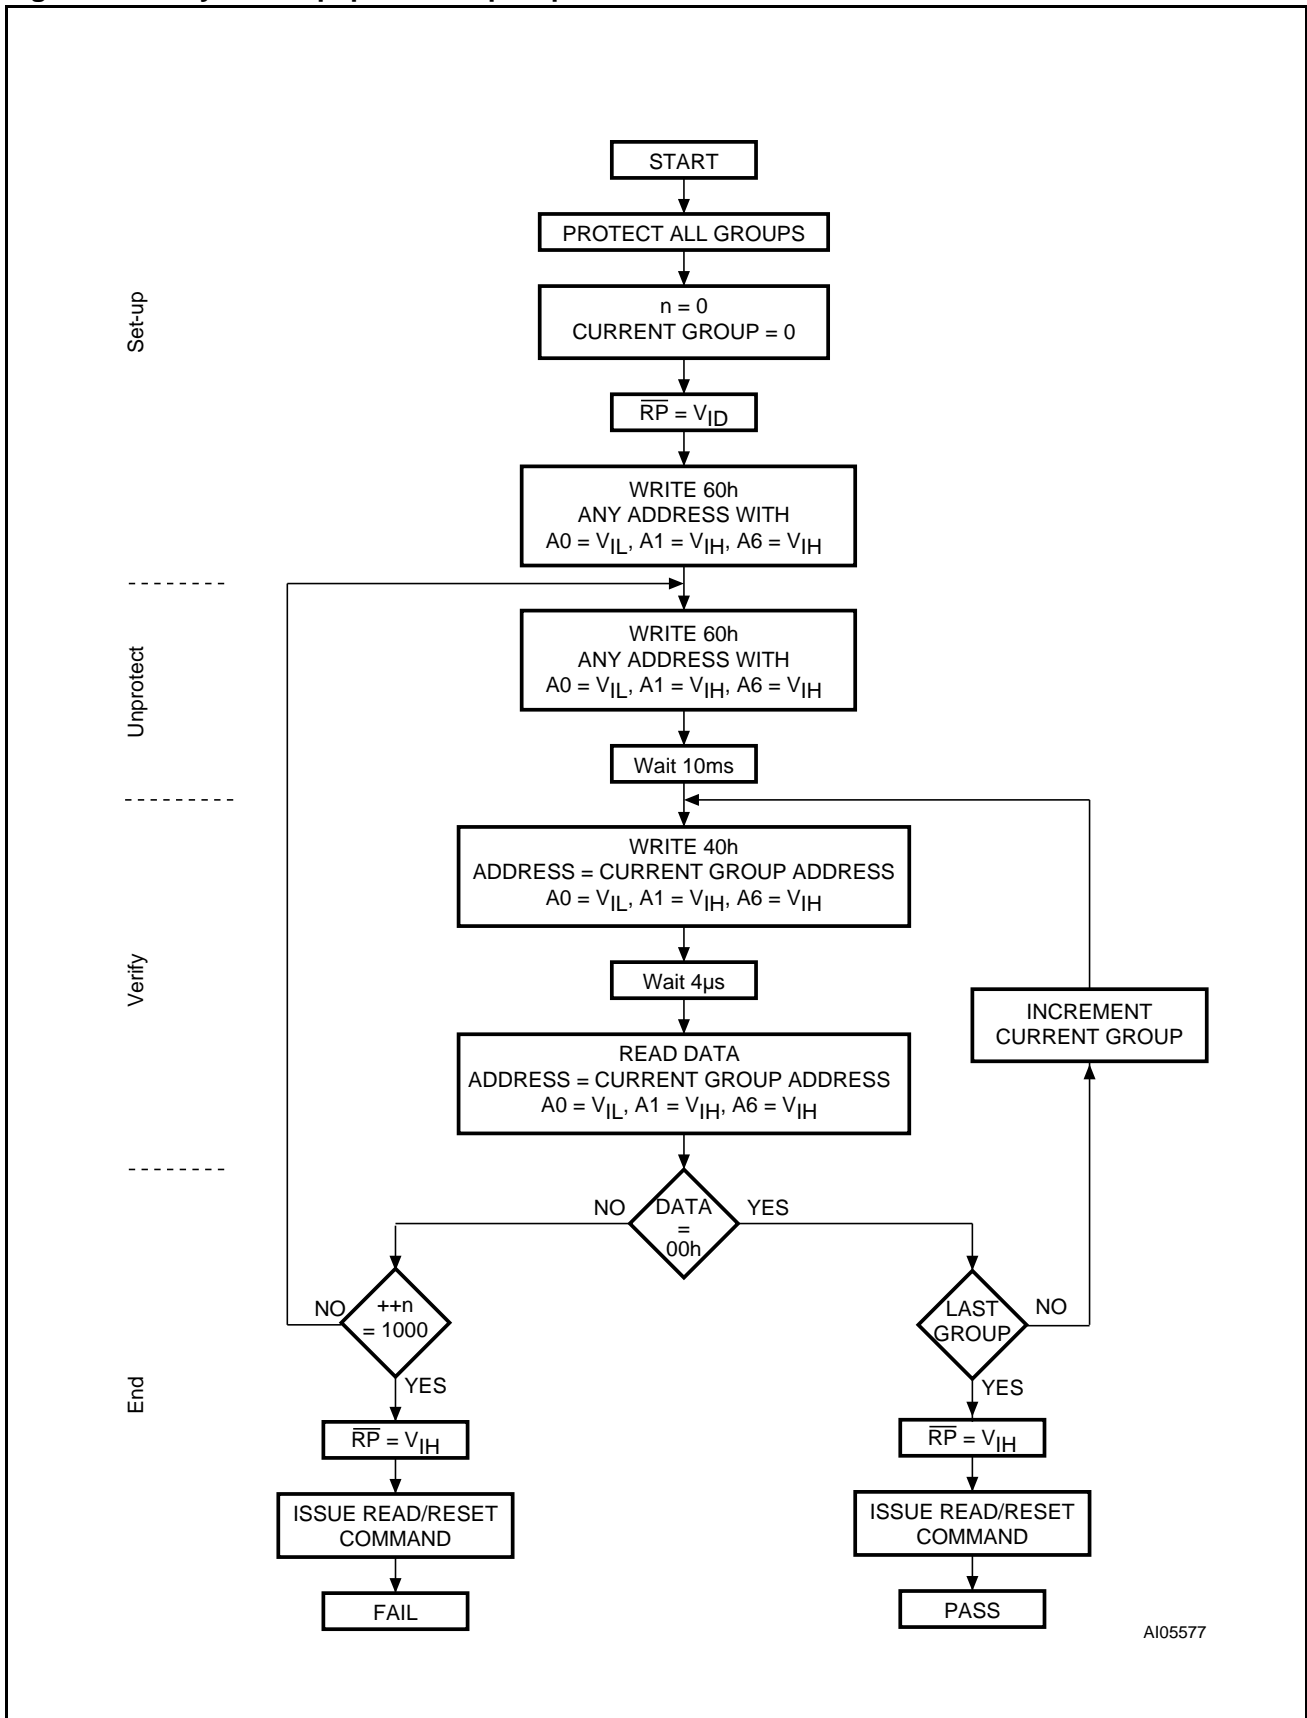 START
PROTECT ALL GROUPS
n = 0
CURRENT GROUP = 0
Set-up
RP = VID
WRITE 60h
ANY ADDRESS WITH
A0 = VIL, A1 = VIH, A6 = VIH
WRITE 60h
ANY ADDRESS WITH
A0 = VIL, A1 = VIH, A6 = VIH
Unprotect
Wait 10ms
WRITE 40h
ADDRESS = CURRENT GROUP ADDRESS
A0 = VIL, A1 = VIH, A6 = VIH
Verify
Wait 4µs
INCREMENT
CURRENT GROUP
READ DATA
ADDRESS = CURRENT GROUP ADDRESS
A0 = VIL, A1 = VIH, A6 = VIH
NO
DATA
=
00h
YES
NO
++n
= 1000
LAST
GROUP
NO
End
YES
YES
RP = VIH
RP = VIH
ISSUE READ/RESET
COMMAND
ISSUE READ/RESET
COMMAND
FAIL
PASS
AI05577